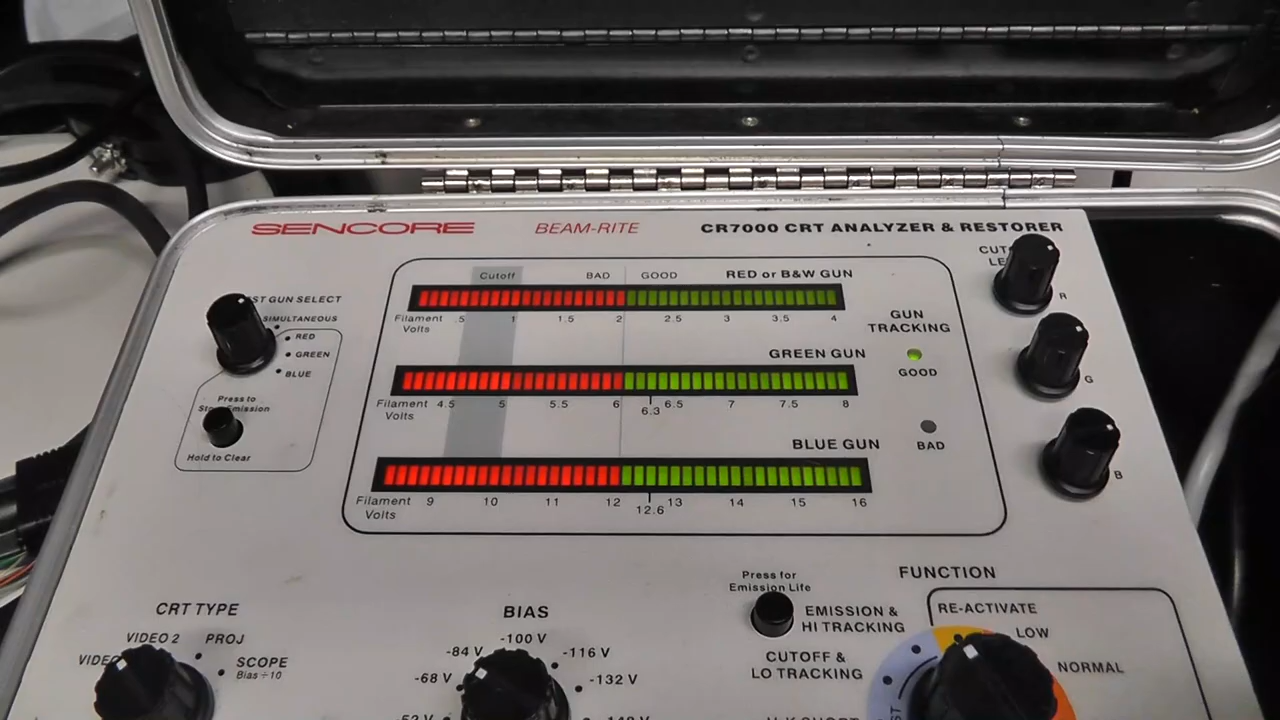 SENCORE BEAM-RITE CR7000 CRT ANALYZER & RESTORER
Cutoff BAD GOOD RED or B&W GUN
Filament Volts .5 1 1.5 2 2.5 3 3.5 4
GREEN GUN
Filament Volts 4.5 5 5.5 6 6.3 6.5 7 7.5 8
BLUE GUN
Filament Volts 9 10 11 12 12.6 13 14 15 16
GUN
TRACKING
GOOD
BAD
R
G
B
GUN SELECT
SIMULTANEOUS
RED
GREEN
BLUE
Press to
Emission
Hold to Clear
CRT TYPE
VIDEO 2 PROJ
SCOPE
Bias ÷10
BIAS
-100 V
-84 V -116 V
-68 V -132 V
Press for
Emission Life
EMISSION &
HI TRACKING
CUTOFF &
LO TRACKING
FUNCTION
RE-ACTIVATE
LOW
NORMAL